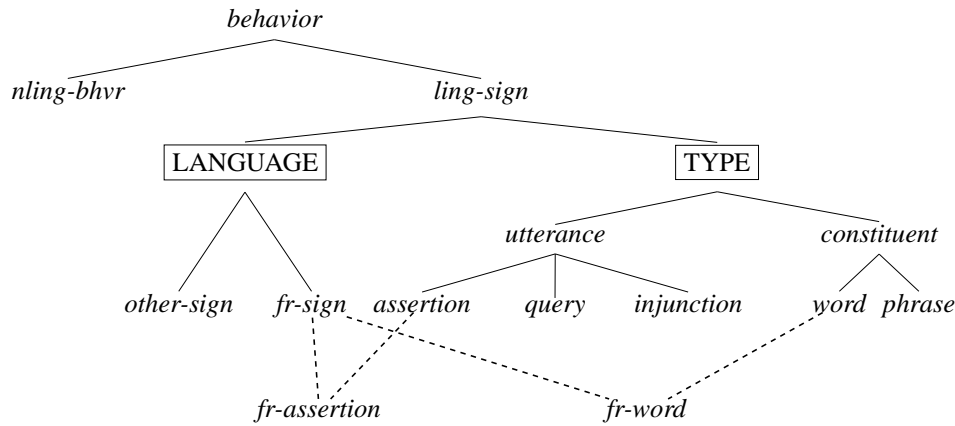 behavior
nling-bhvr ling-sign
LANGUAGE TYPE
utterance constituent
other-sign fr-sign assertion query injunction word phrase
fr-assertion fr-word